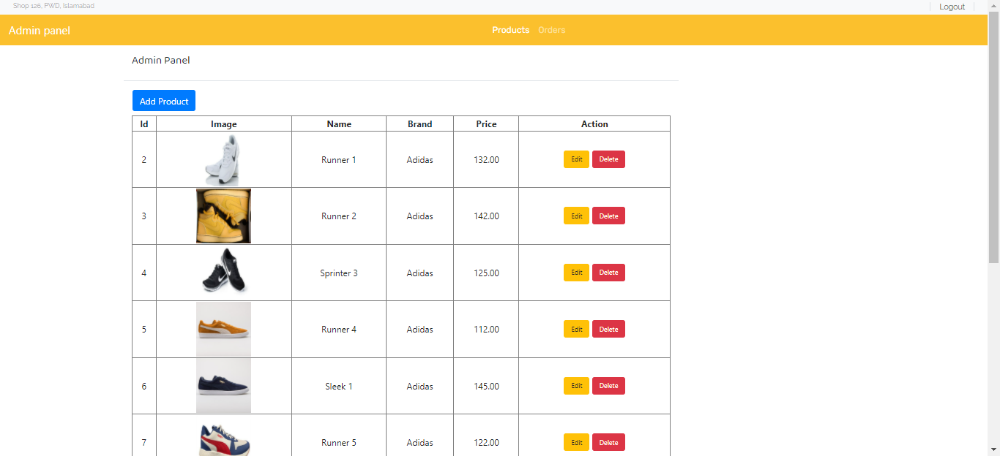 Shop 126, PWD, Islamabad Logout
Admin panel Products Orders
Admin Panel
Add Product
Id Image Name Brand Price Action
2 Runner 1 Adidas 132.00 Edit Delete
3 Runner 2 Adidas 142.00 Edit Delete
4 Sprinter 3 Adidas 125.00 Edit Delete
5 Runner 4 Adidas 112.00 Edit Delete
6 Sleek 1 Adidas 145.00 Edit Delete
7 Runner 5 Adidas 122.00 Edit Delete